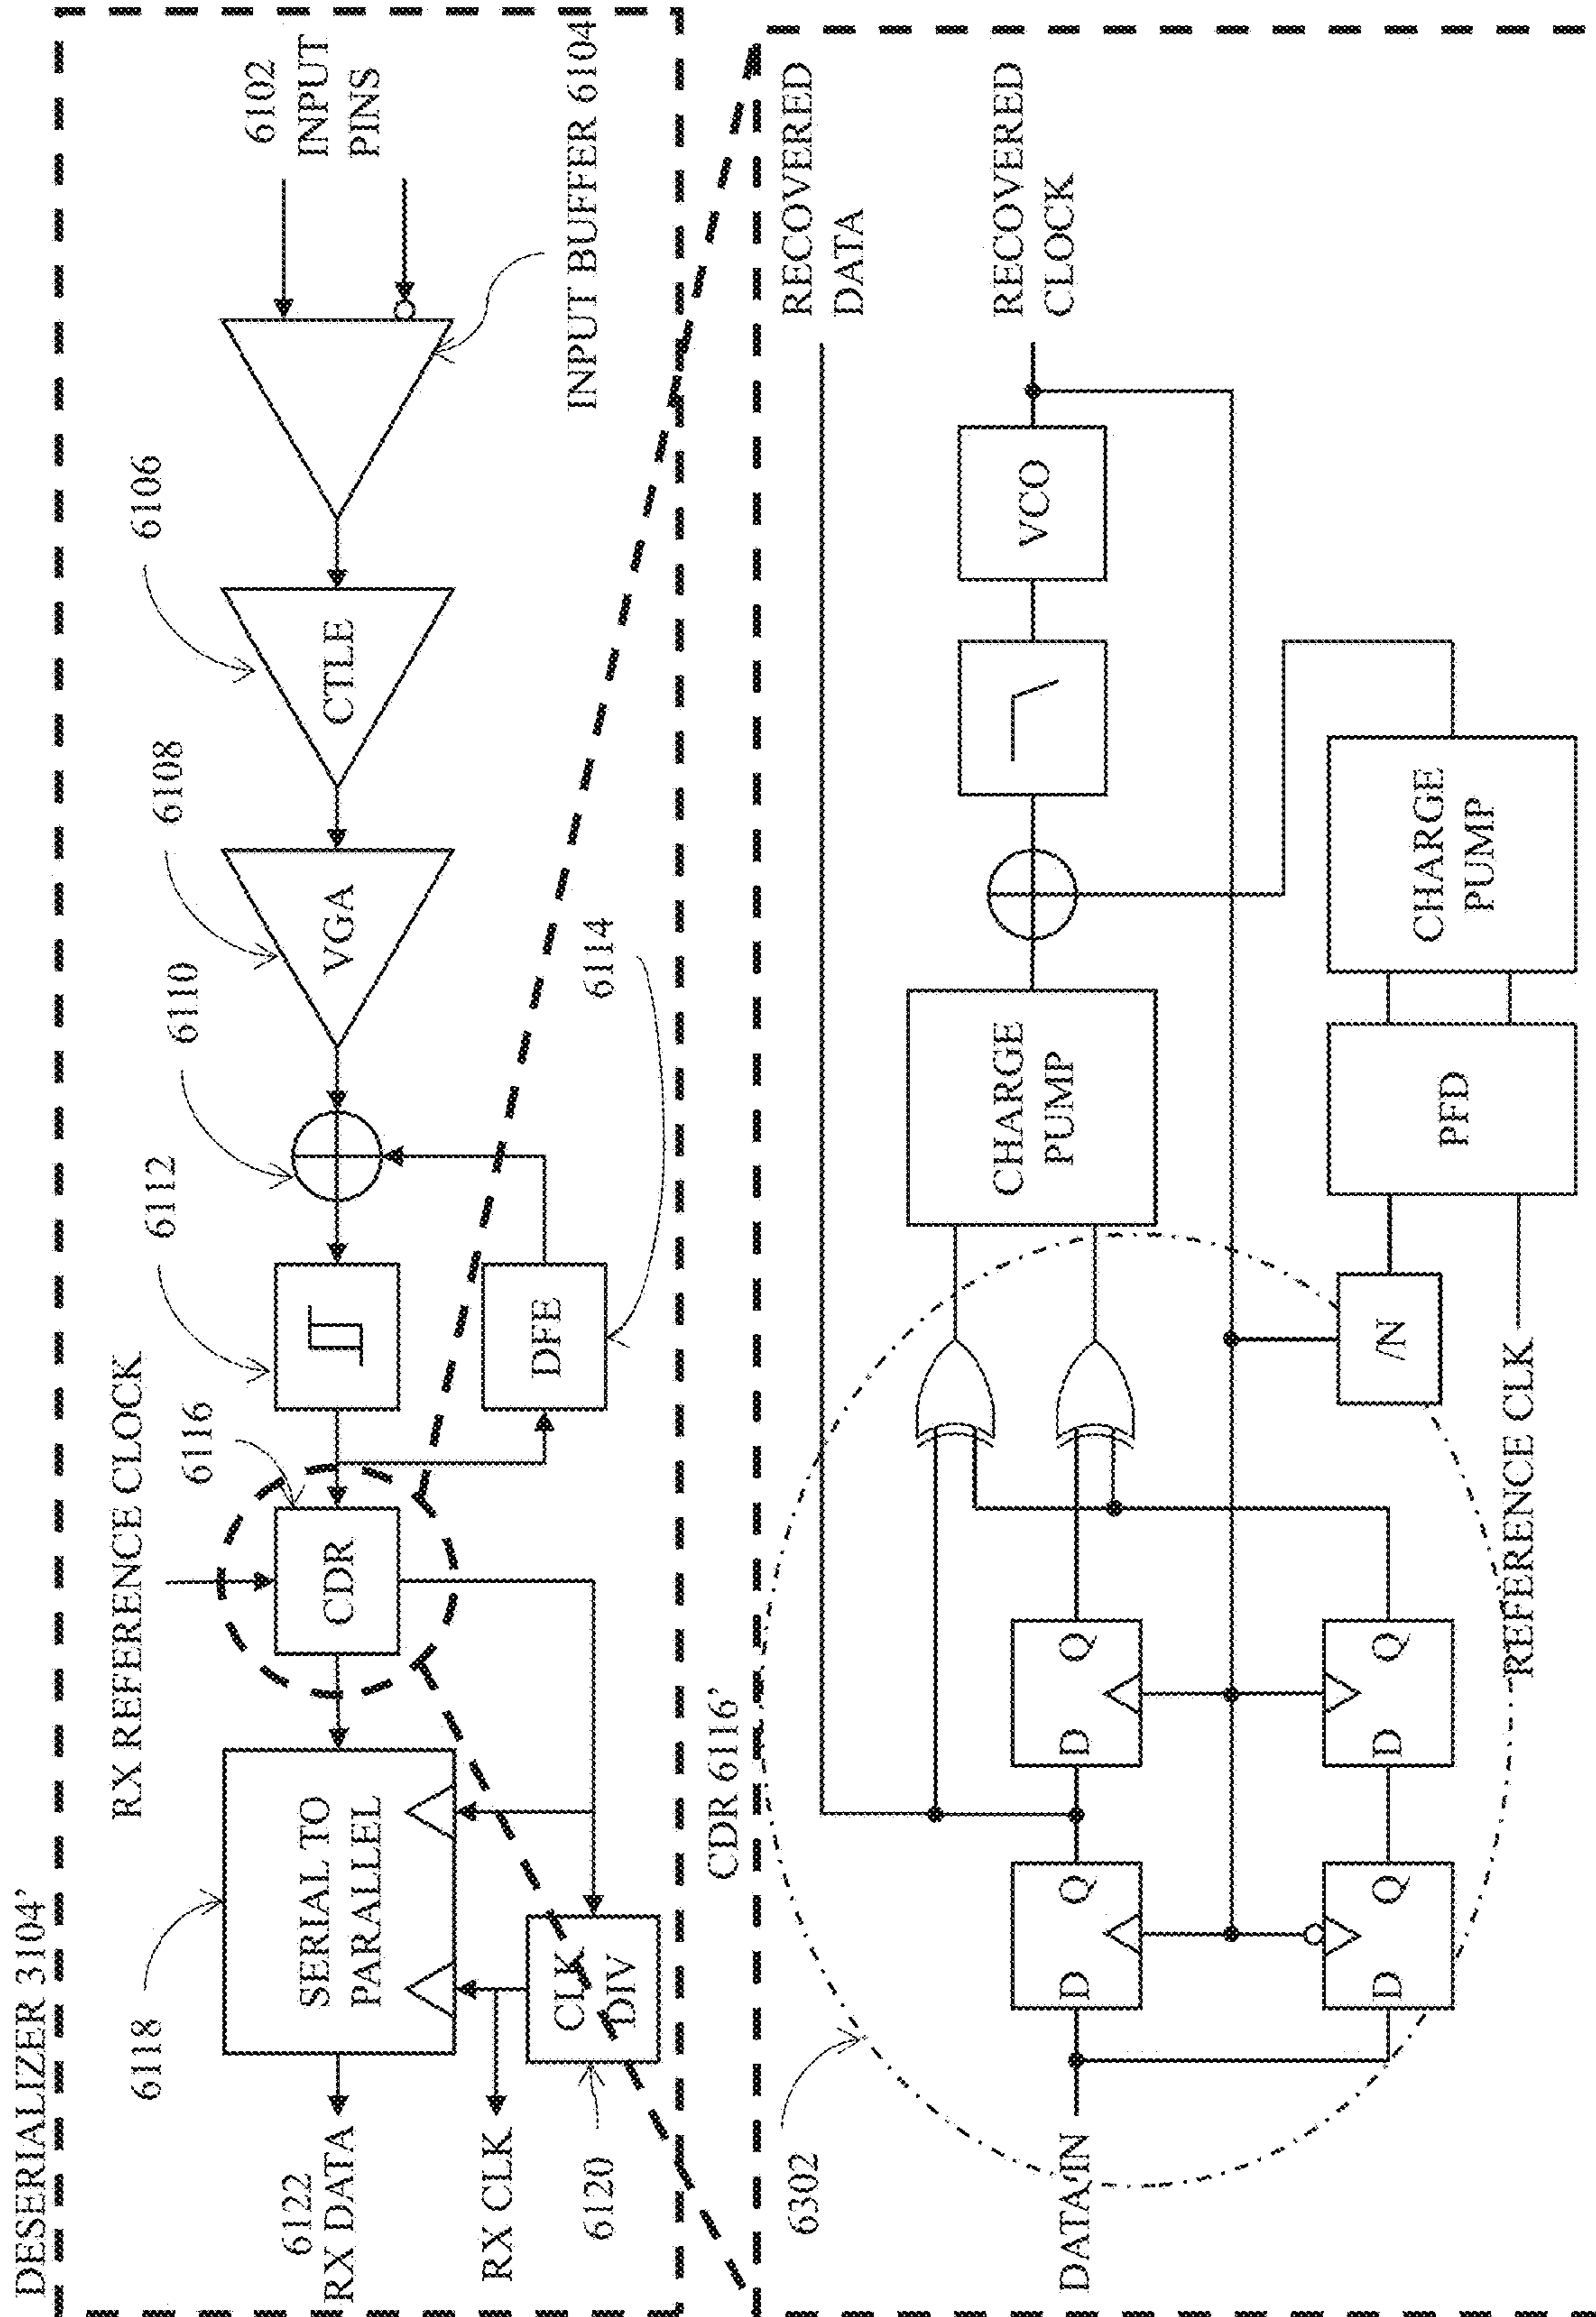 DESERIALIZER 3104'
RX REFERENCE CLOCK
6118
6116
6112
6110
6108
6106
6102
INPUT
PINS
6122
RX DATA
SERIAL TO
PARALLEL
CDR
VGA
CTLE
RX CLK
6120
CLK
DIV
DFE
6114
INPUT BUFFER 6104
CDR 6116'
6302
RECOVERED
DATA
DATA IN
D
Q
D
Q
CHARGE
PUMP
VCO
RECOVERED
CLOCK
D
Q
D
Q
/N
PFD
CHARGE
PUMP
REFERENCE CLK